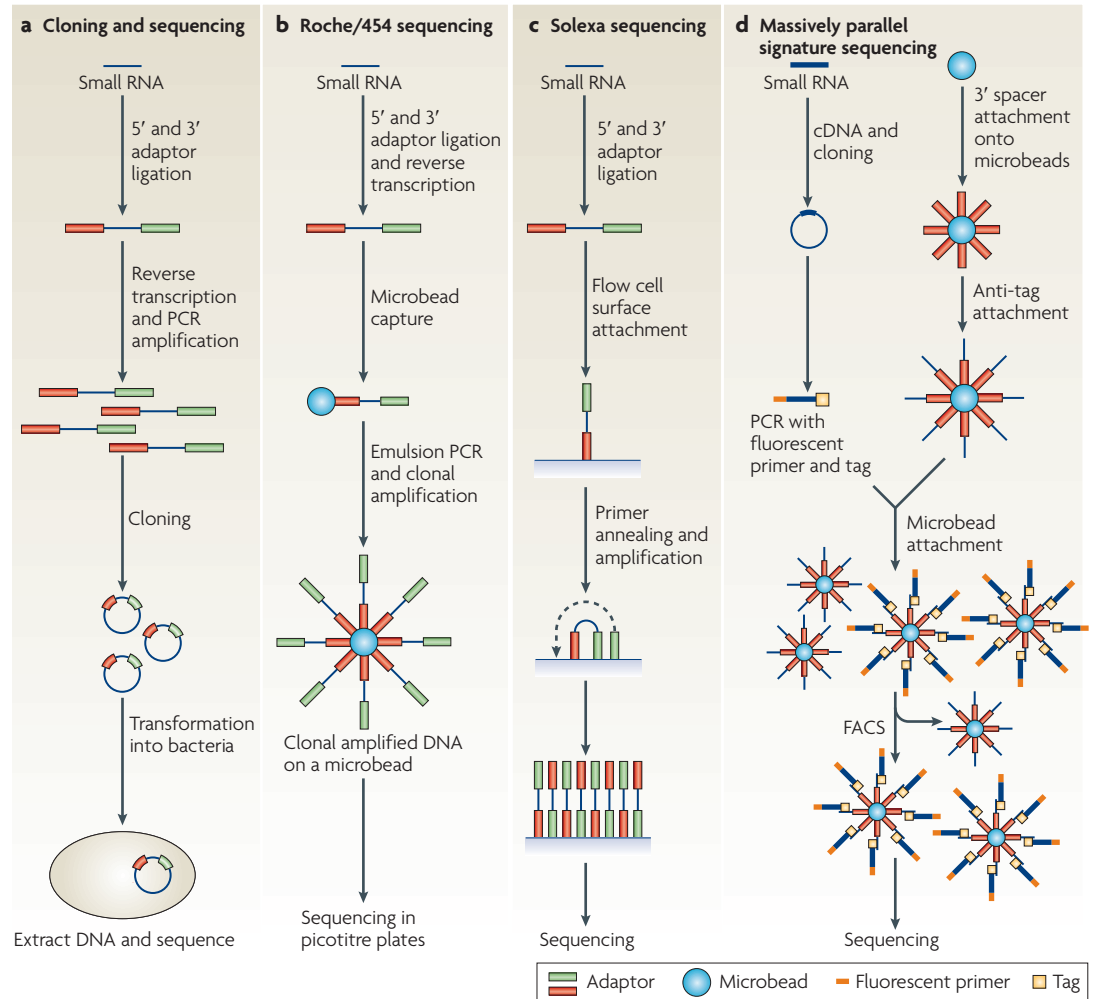 a Cloning and sequencing
Small RNA
5′ and 3′
adaptor
ligation
Reverse
transcription
and PCR
amplification
Cloning
Transformation
into bacteria
Extract DNA and sequence
b Roche/454 sequencing
Small RNA
5′ and 3′
adaptor ligation
and reverse
transcription
Microbead
capture
Emulsion PCR
and clonal
amplification
Clonal amplified DNA
on a microbead
Sequencing in
picotitre plates
c Solexa sequencing
Small RNA
5′ and 3′
adaptor
ligation
Flow cell
surface
attachment
Primer
annealing and
amplification
Sequencing
d Massively parallel
signature sequencing
Small RNA
cDNA and
cloning
PCR with
fluorescent
primer and tag
3′ spacer
attachment
onto
microbeads
Anti-tag
attachment
Microbead
attachment
FACS
Sequencing
Adaptor
Microbead
Fluorescent primer
Tag